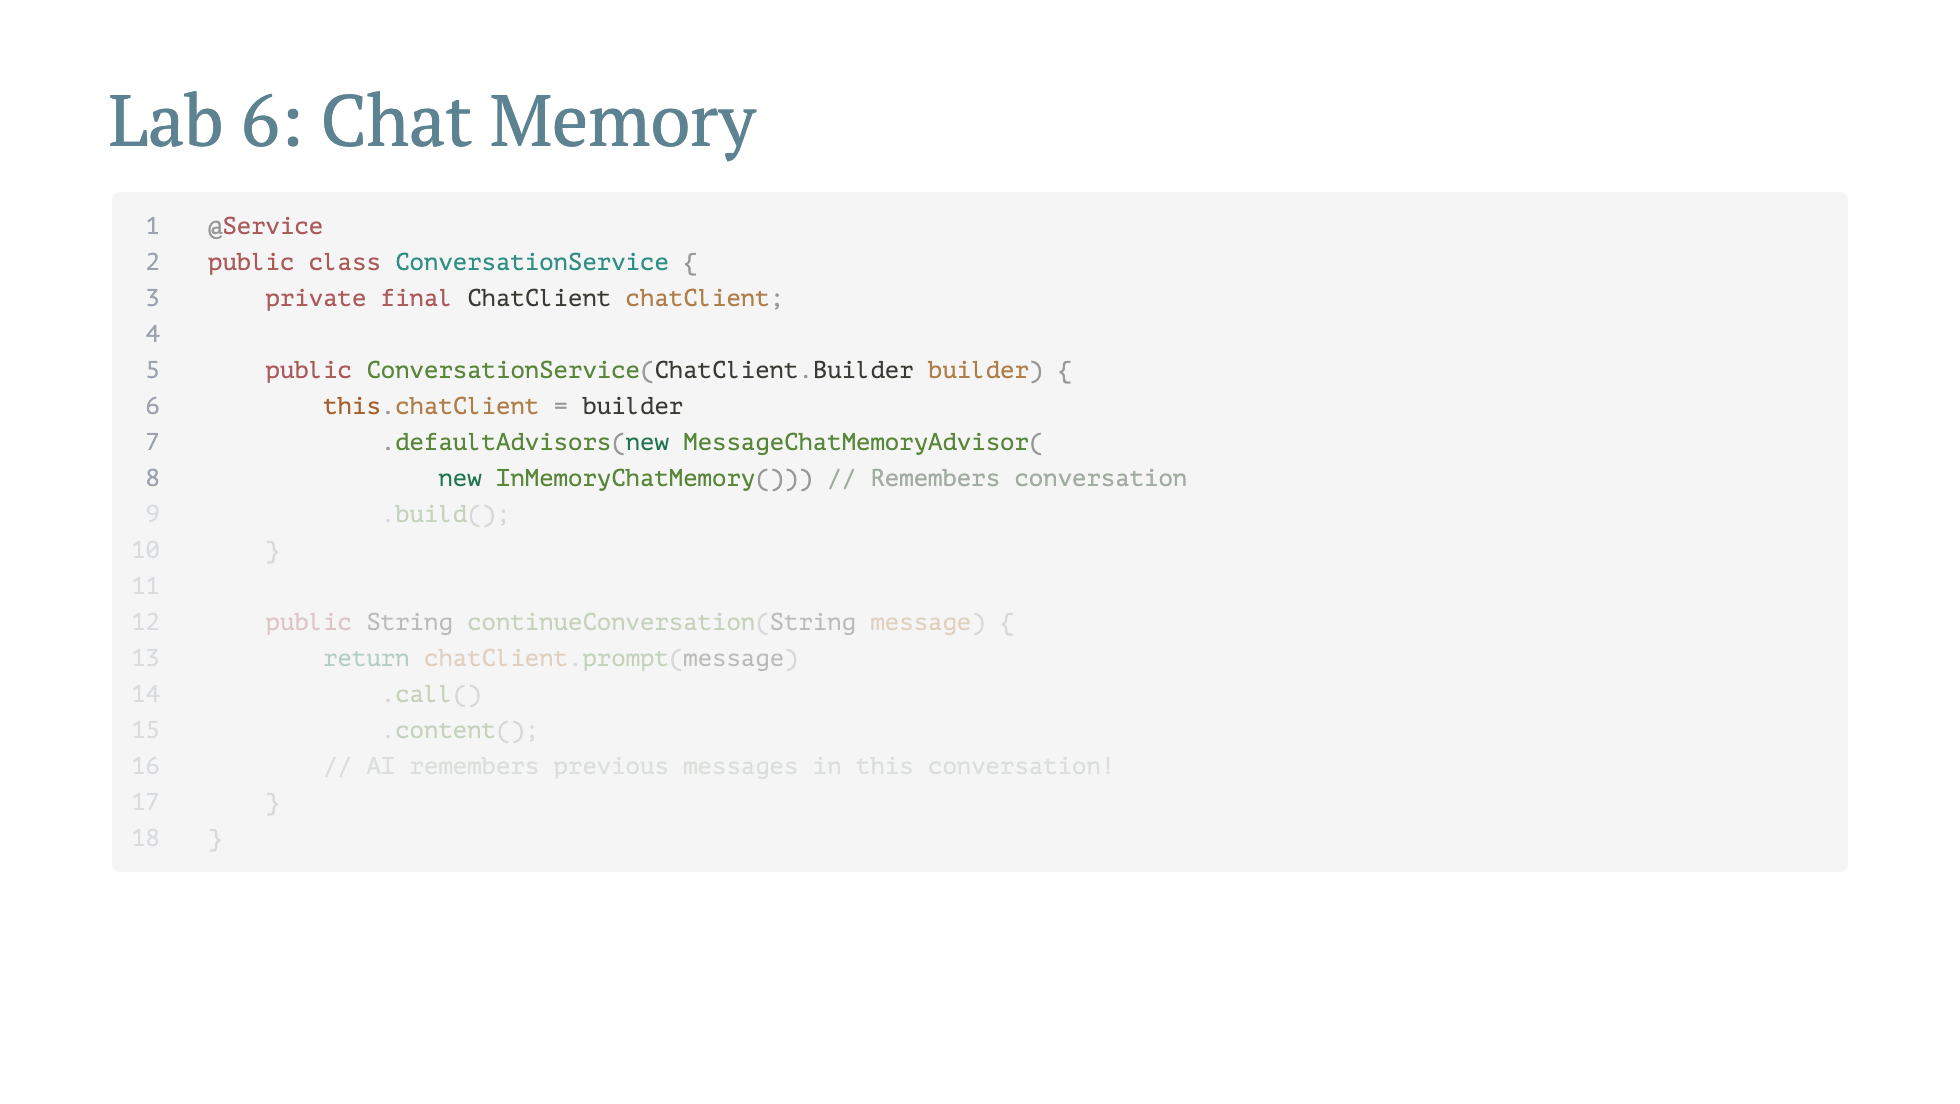 Lab 6: Chat Memory
1 @Service
2 public class ConversationService {
3     private final ChatClient chatClient;
4
5     public ConversationService(ChatClient.Builder builder) {
6         this.chatClient = builder
7             .defaultAdvisors(new MessageChatMemoryAdvisor(
8                 new InMemoryChatMemory())) // Remembers conversation
9             .build();
10     }
11
12     public String continueConversation(String message) {
13         return chatClient.prompt(message)
14             .call()
15             .content();
16         // AI remembers previous messages in this conversation!
17     }
18 }